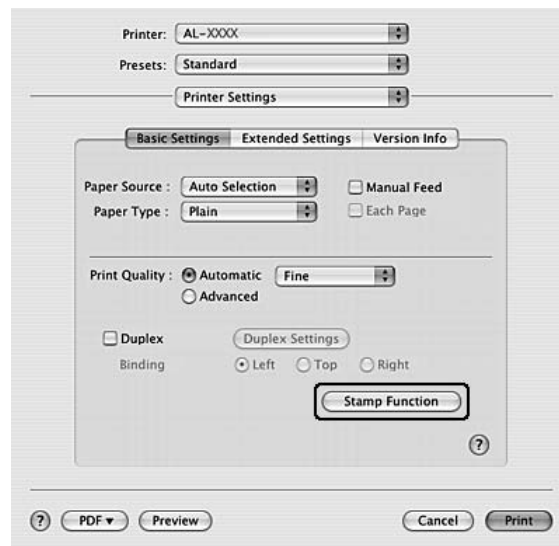 Printer: AL-XXXX
Presets: Standard
Printer Settings
Basic Settings Extended Settings Version Info
Paper Source : Auto Selection Manual Feed
Paper Type : Plain Each Page
Print Quality : Automatic Fine
Advanced
Duplex Duplex Settings
Binding Left Top Right
Stamp Function
?
? PDF▼ Preview Cancel Print